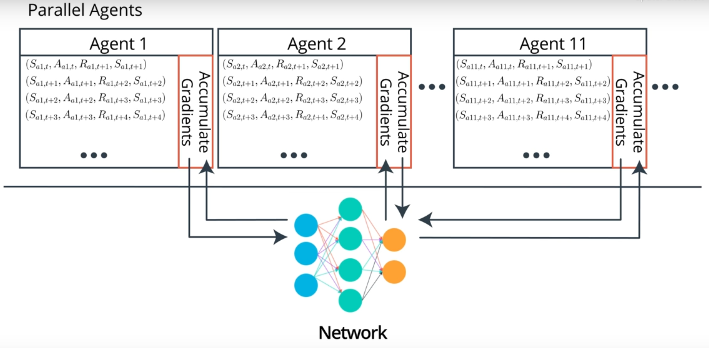 Parallel Agents
Agent 1
(S_{a1,t}, A_{a1,t}, R_{a1,t+1}, S_{a1,t+1})
(S_{a1,t+1}, A_{a1,t+1}, R_{a1,t+2}, S_{a1,t+2})
(S_{a1,t+2}, A_{a1,t+2}, R_{a1,t+3}, S_{a1,t+3})
(S_{a1,t+3}, A_{a1,t+3}, R_{a1,t+4}, S_{a1,t+4})
•••
Accumulate
Gradients
Agent 2
(S_{a2,t}, A_{a2,t}, R_{a2,t+1}, S_{a2,t+1})
(S_{a2,t+1}, A_{a2,t+1}, R_{a2,t+2}, S_{a2,t+2})
(S_{a2,t+2}, A_{a2,t+2}, R_{a2,t+3}, S_{a2,t+3})
(S_{a2,t+3}, A_{a2,t+3}, R_{a2,t+4}, S_{a2,t+4})
•••
Accumulate
Gradients
•••
Agent 11
(S_{a11,t}, A_{a11,t}, R_{a11,t+1}, S_{a11,t+1})
(S_{a11,t+1}, A_{a11,t+1}, R_{a11,t+2}, S_{a11,t+2})
(S_{a11,t+2}, A_{a11,t+2}, R_{a11,t+3}, S_{a11,t+3})
(S_{a11,t+3}, A_{a11,t+3}, R_{a11,t+4}, S_{a11,t+4})
•••
Accumulate
Gradients
•••
Network